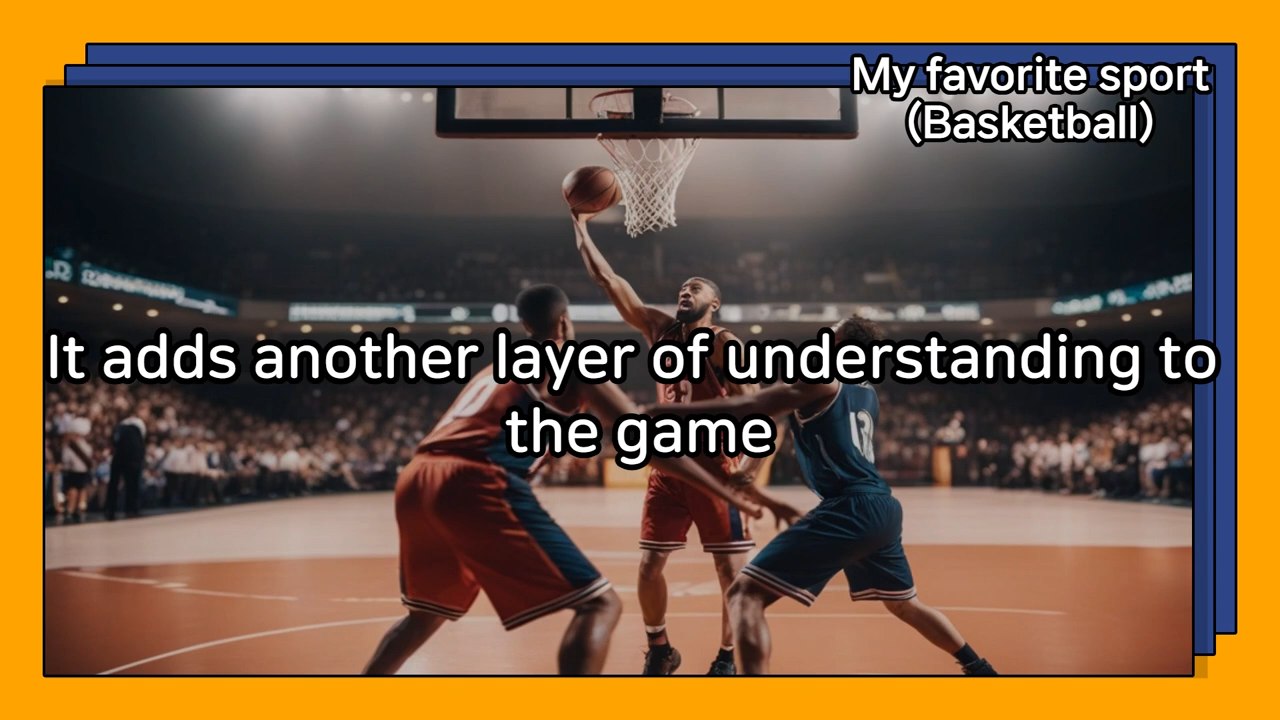 My favorite sport
(Basketball)
It adds another layer of understanding to
the game